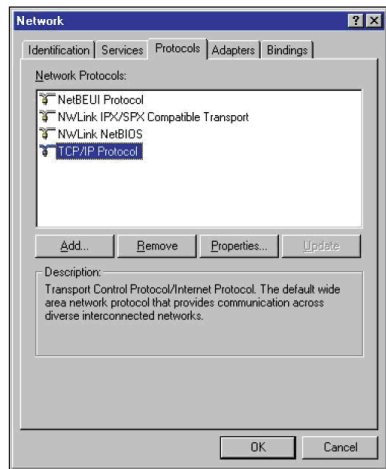 Network
Identification Services Protocols Adapters Bindings
Network Protocols:
NetBEUI Protocol
NWLink IPX/SPX Compatible Transport
NWLink NetBIOS
TCP/IP Protocol
Add... Remove Properties... Update
Description:
Transport Control Protocol/Internet Protocol. The default wide
area network protocol that provides communication across
diverse interconnected networks.
OK Cancel